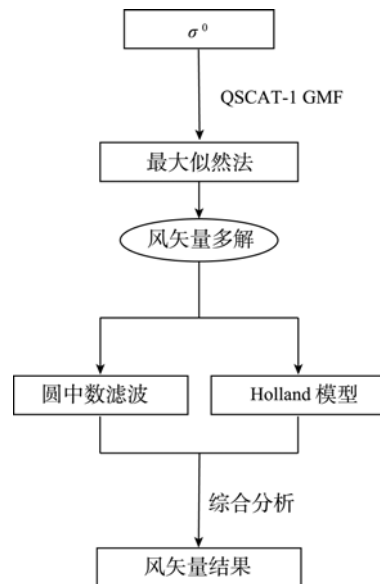 σ⁰
QSCAT-1 GMF
最大似然法
风矢量多解
圆中数滤波
Holland 模型
综合分析
风矢量结果